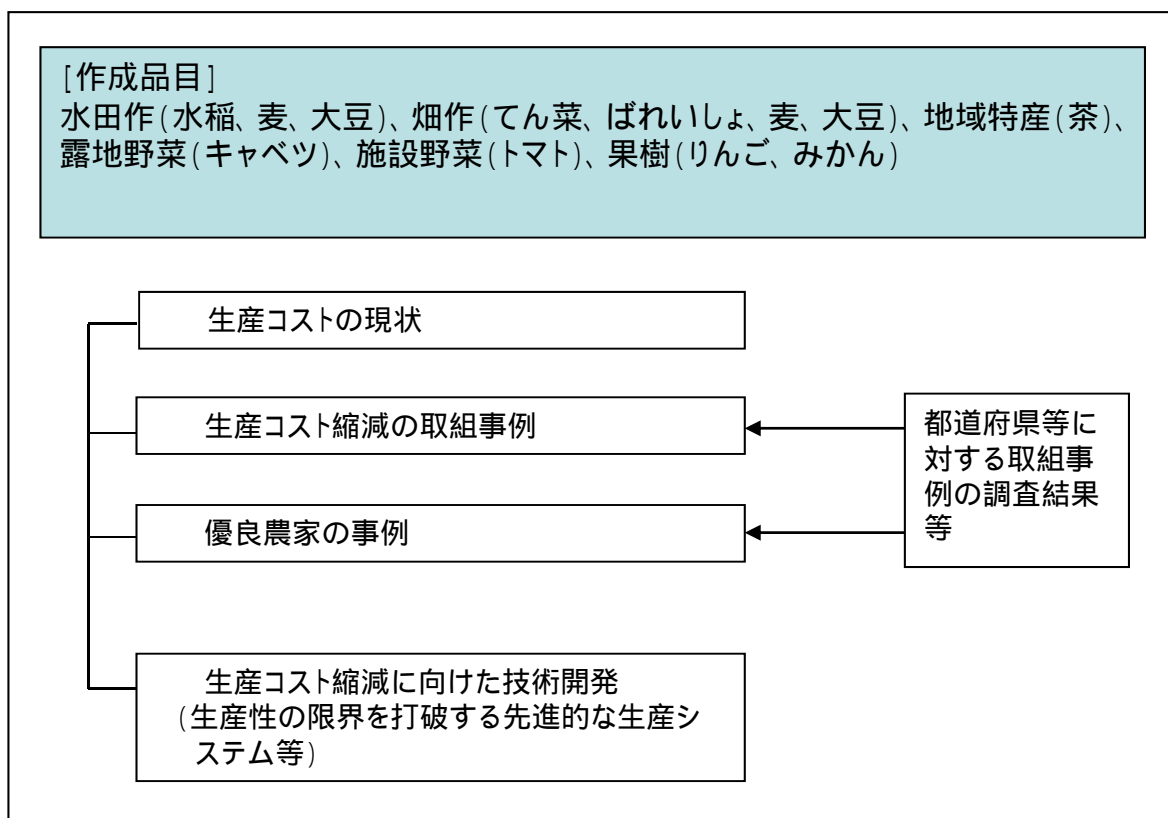 [作成品目]
水田作(水稲、麦、大豆)、畑作(てん菜、ばれいしょ、麦、大豆)、地域特産(茶)、
露地野菜(キャベツ)、施設野菜(トマト)、果樹(りんご、みかん)
生産コストの現状
生産コスト縮減の取組事例
優良農家の事例
都道府県等に
対する取組事
例の調査結果
等
生産コスト縮減に向けた技術開発
(生産性の限界を打破する先進的な生産シ
ステム等)